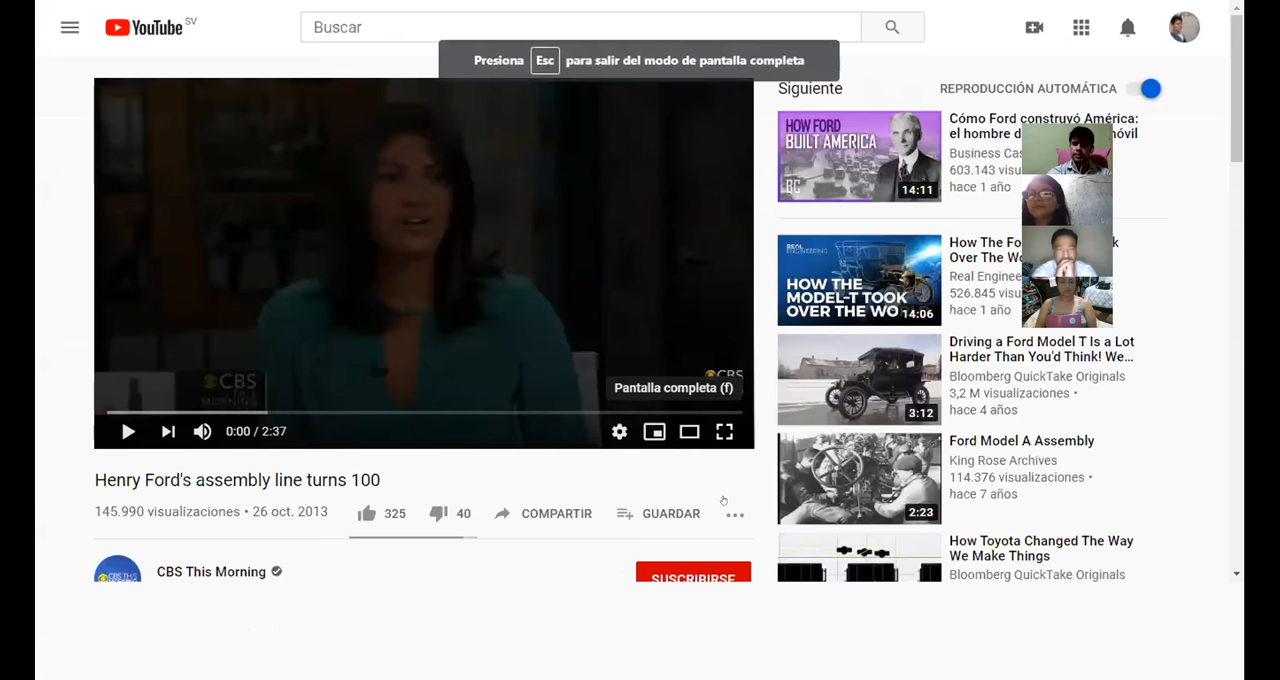 YouTube SV
Buscar
Presiona Esc para salir del modo de pantalla completa
Siguiente
REPRODUCCIÓN AUTOMÁTICA
HOW FORD
BUILT AMERICA
BC
14:11
Cómo Ford construyó América:
el hombre
Business
603.143
hace 1 año
REAL
ENGINEERING
HOW THE
MODEL-T TOOK
OVER THE WO
14:06
How The
Over The
Real
526.845
hace 1 año
3:12
Driving a Ford Model T Is a Lot
Harder Than You'd Think! We...
Bloomberg QuickTake Originals
3,2 M visualizaciones •
hace 4 años
2:23
Ford Model A Assembly
King Rose Archives
114.376 visualizaciones •
hace 7 años
How Toyota Changed The Way
We Make Things
Bloomberg QuickTake Originals
CBS
MORNING
CBS
Pantalla completa (f)
0:00 / 2:37
Henry Ford's assembly line turns 100
145.990 visualizaciones • 26 oct. 2013
325
40
COMPARTIR
GUARDAR
CBS This Morning
SUSCRIBIRSE